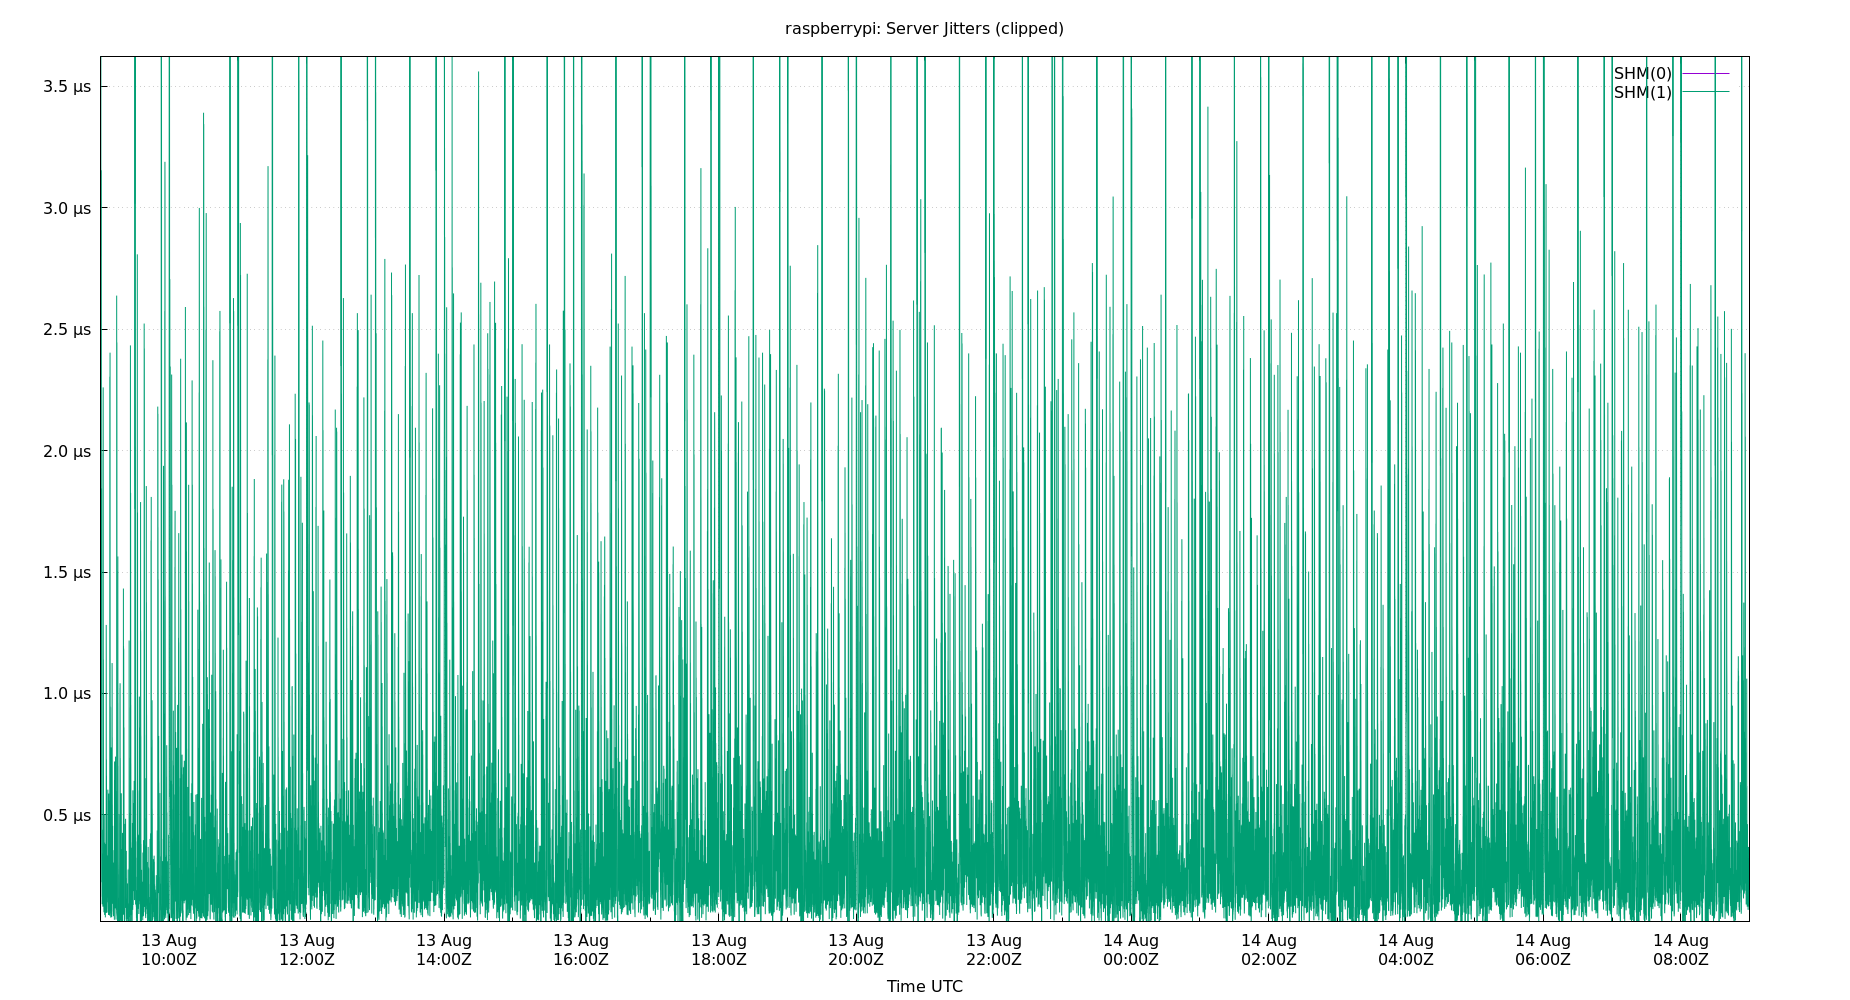 raspberrypi: Server Jitters (clipped)
SHM(0)
SHM(1)
3.5 µs
3.0 µs
2.5 µs
2.0 µs
1.5 µs
1.0 µs
0.5 µs
13 Aug 13 Aug 13 Aug 13 Aug 13 Aug 13 Aug 13 Aug 14 Aug 14 Aug 14 Aug 14 Aug 14 Aug
10:00Z 12:00Z 14:00Z 16:00Z 18:00Z 20:00Z 22:00Z 00:00Z 02:00Z 04:00Z 06:00Z 08:00Z
Time UTC